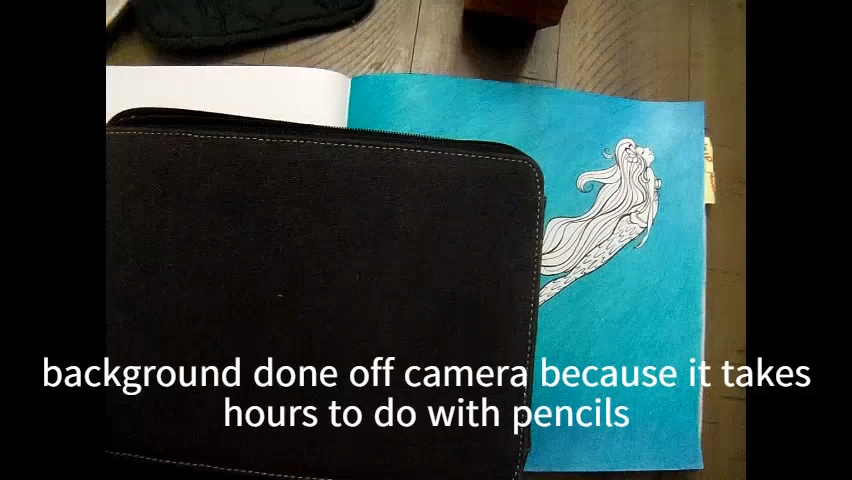 background done off camera because it takes
hours to do with pencils